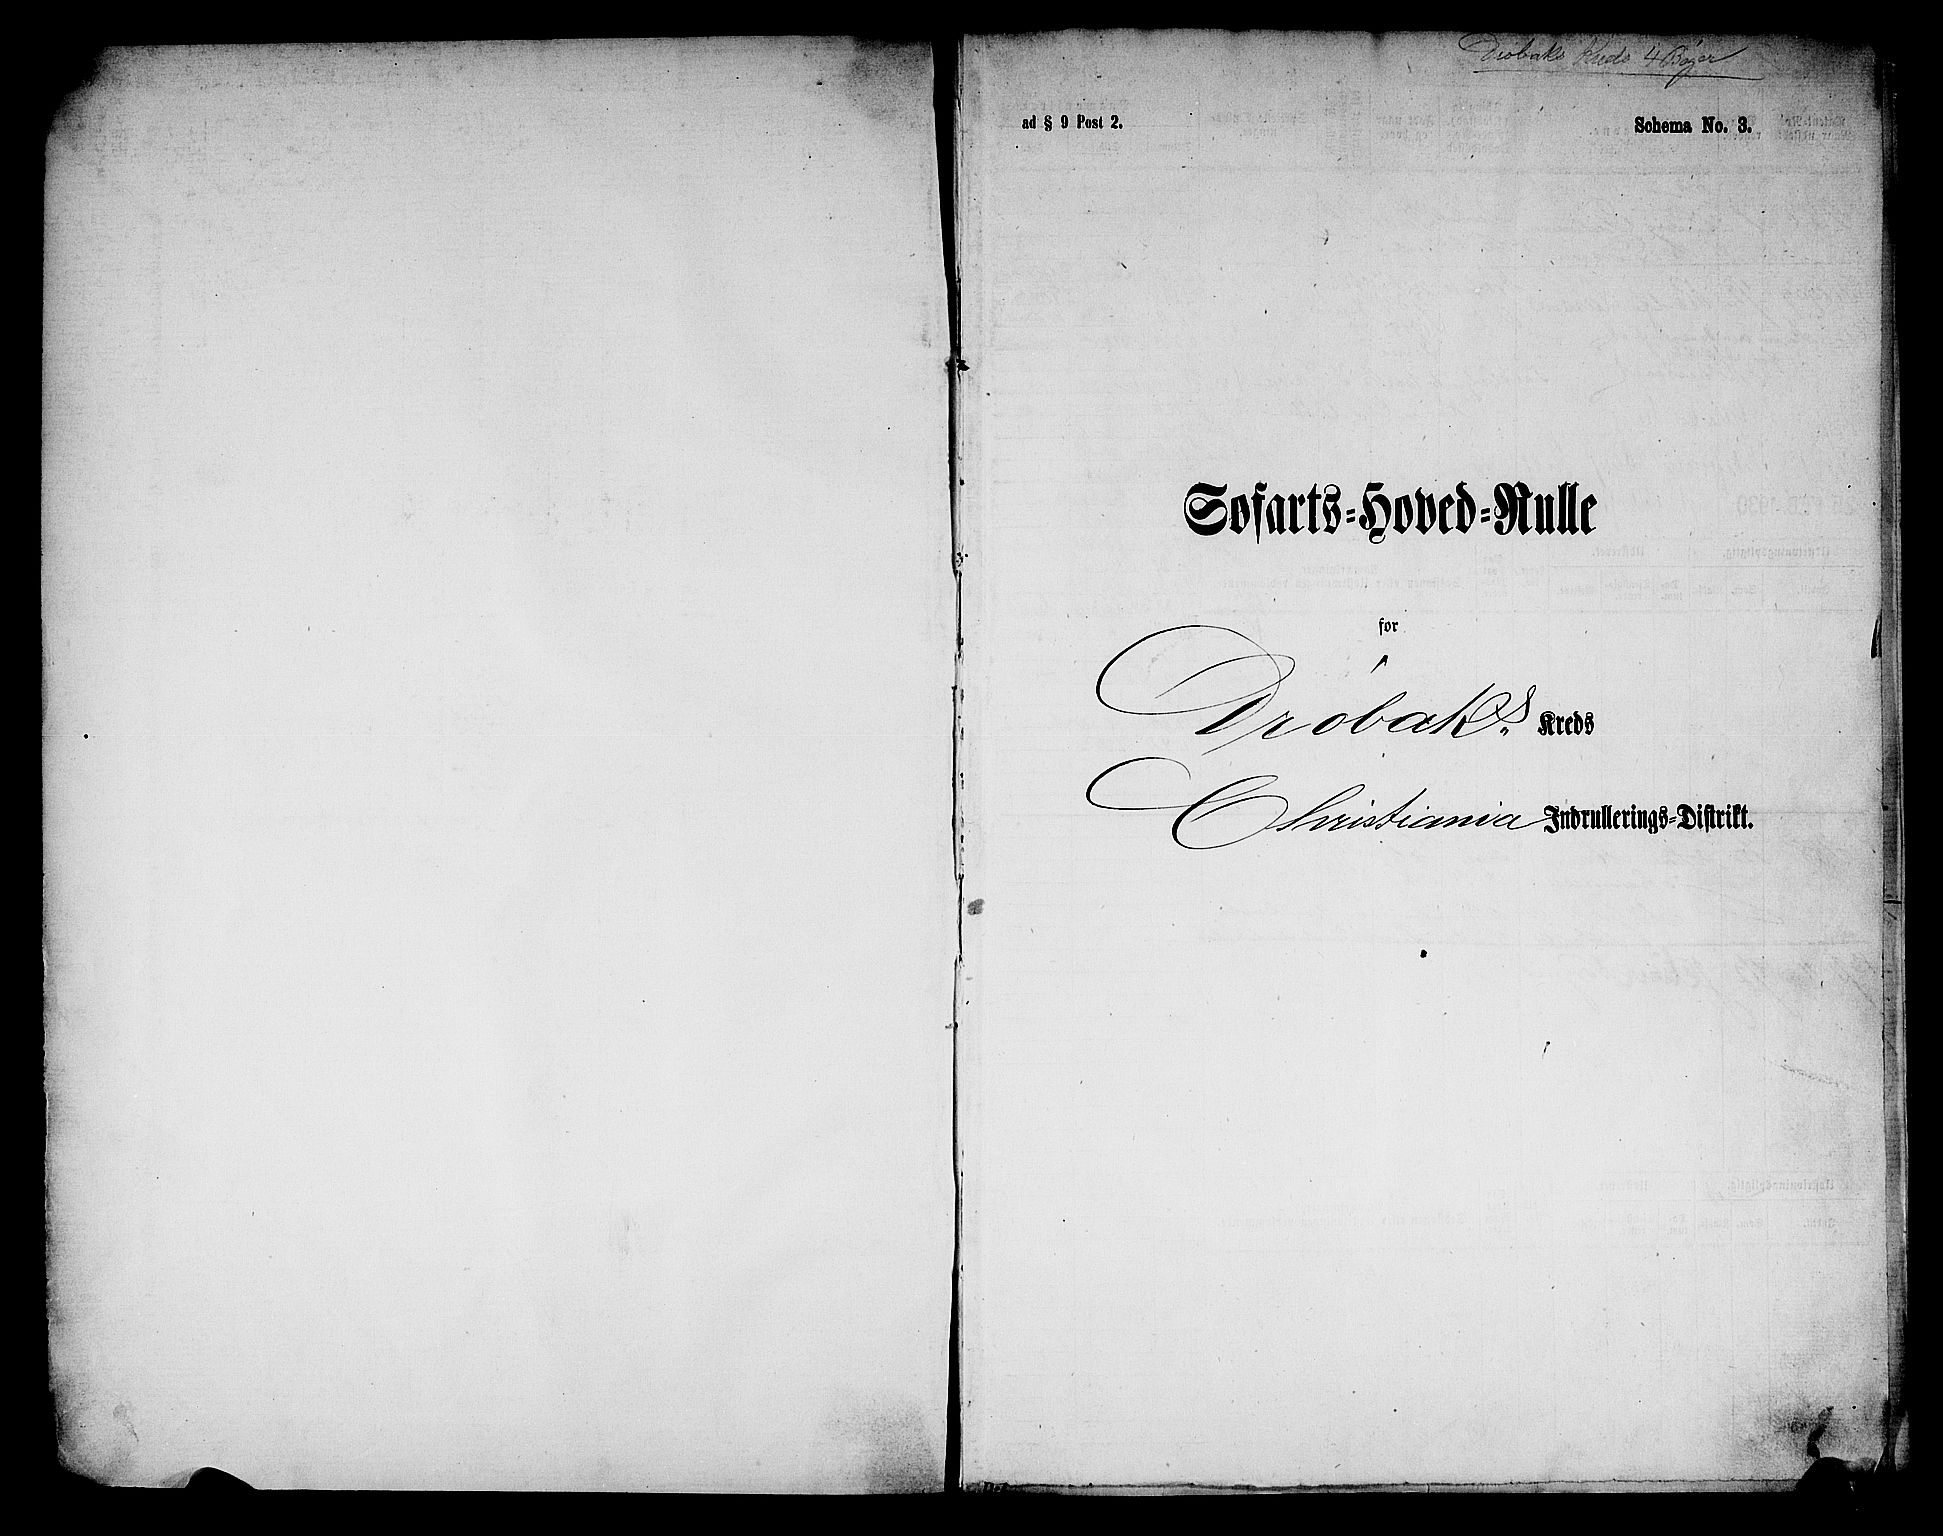 Drobaks Kreds 4 Bøger
ad § 9 Post 2.
Schema No. 3.
Søfarts-Hoved-Rulle
for
Drøbaks Kreds
Christiania Indrullerings-Distrikt.